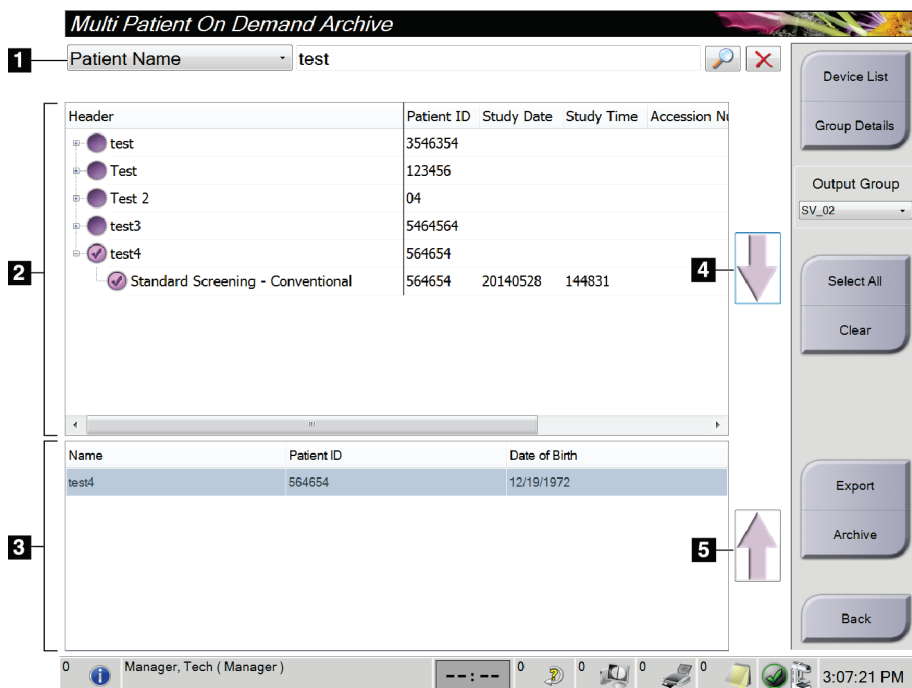 Multi Patient On Demand Archive
1
Patient Name
test
Device List
Group Details
Output Group
SV_02
Select All
Clear
Export
Archive
Back
2
Header Patient ID Study Date Study Time Accession Nu
test 3546354
Test 123456
Test 2 04
test3 5464564
test4 564654
Standard Screening - Conventional 564654 20140528 144831
4
3
Name Patient ID Date of Birth
test4 564654 12/19/1972
5
0 Manager, Tech ( Manager ) --:-- 0 0 0 0 3:07:21 PM